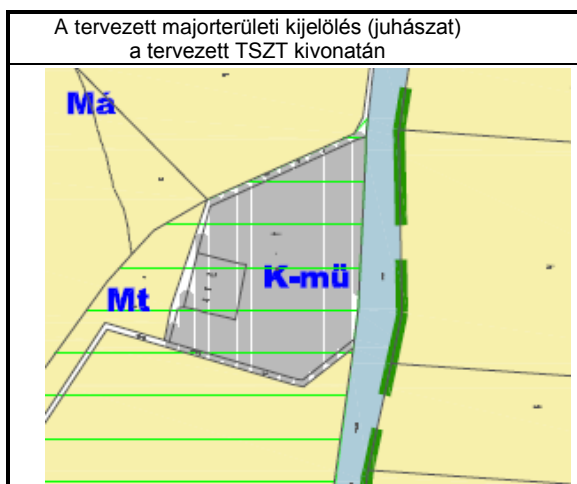 A tervezett majorterületi kijelölés (juhászat)
a tervezett TSZT kivonatán
Má
K-mü
Mt